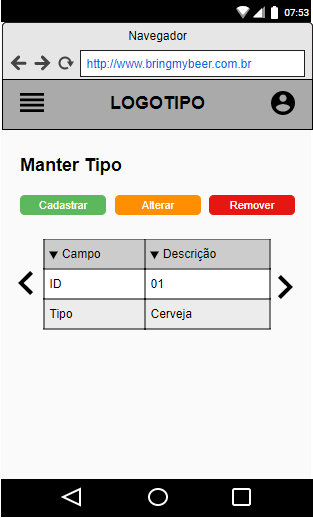 07:53
Navegador
http://www.bringmybeer.com.br
LOGOTIPO
Manter Tipo
Cadastrar Alterar Remover
Campo Descrição
ID 01
Tipo Cerveja